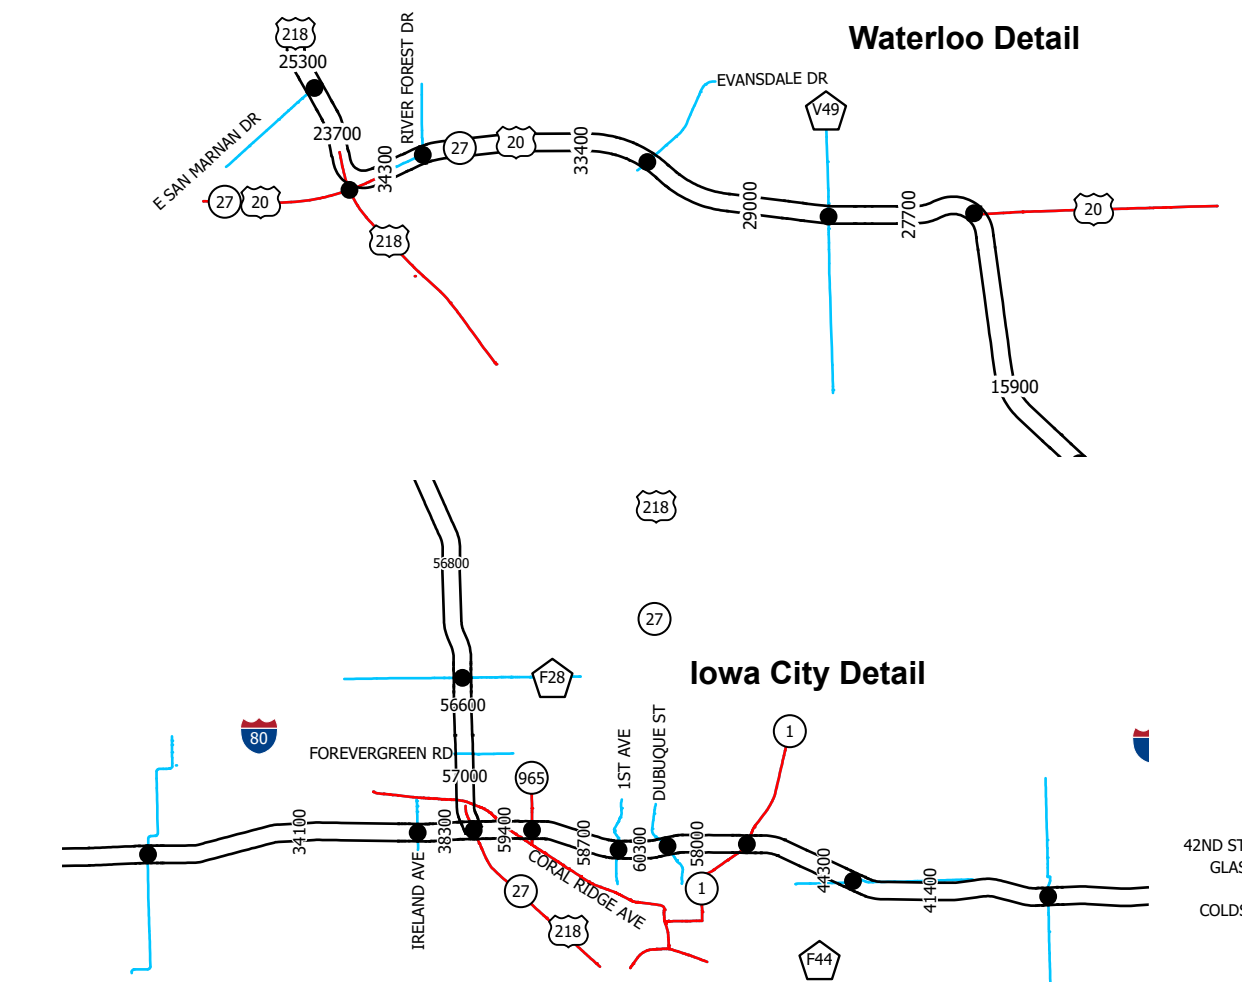 Waterloo Detail
218
25300
E SAN MARNAN DR
23700
RIVER FOREST DR
34300
27
20
27
20
218
33400
EVANSDALE DR
V49
29000
27700
20
15900
Iowa City Detail
218
27
56800
F28
56600
80
FOREVERGREEN RD
57000
965
1ST AVE
DUBUQUE ST
1
34100
38300
59400
58700
60300
58000
44300
41400
IRELAND AVE
CORAL RIDGE AVE
27
218
1
F44
42ND ST
GLAS
COLDS